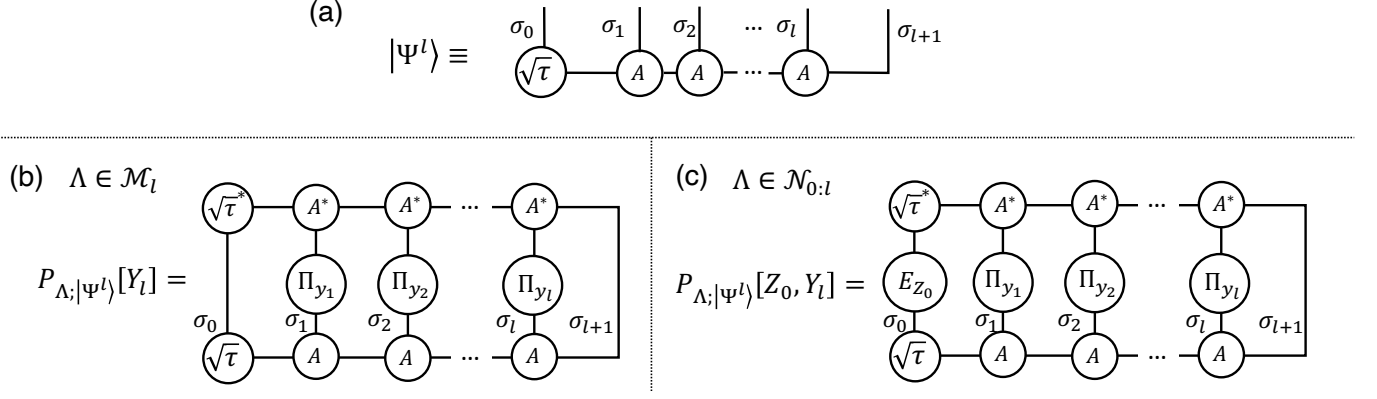 (a)
|Ψ^l⟩ ≡
σ_0 σ_1 σ_2 ... σ_l σ_{l+1}
√τ A A ... A
(b) Λ ∈ ℳ_l
√τ^* A^* A^* ... A^*
P_{Λ;|Ψ^l⟩}[Y_l] =
Π_{y_1} Π_{y_2} Π_{y_l}
σ_0 σ_1 σ_2 σ_l σ_{l+1}
√τ A A ... A
(c) Λ ∈ 𝒩_{0:l}
√τ^* A^* A^* ... A^*
P_{Λ;|Ψ^l⟩}[Z_0, Y_l] =
E_{Z_0} Π_{y_1} Π_{y_2} Π_{y_l}
σ_0 σ_1 σ_2 σ_l σ_{l+1}
√τ A A ... A